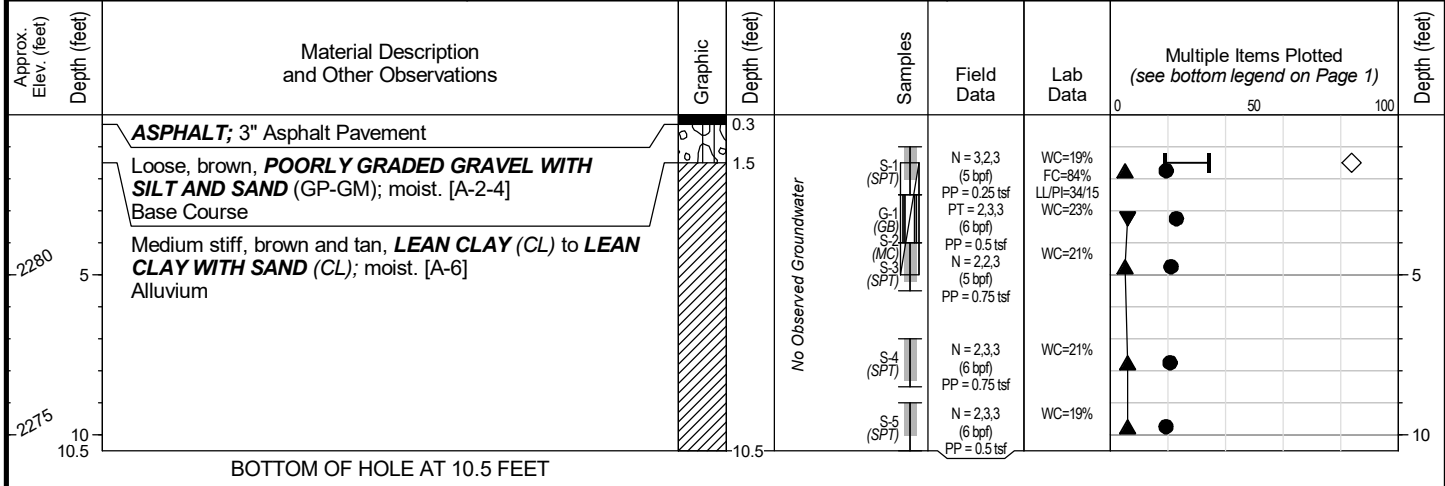 Approx.
Elev. (feet)
Depth (feet)
Material Description
and Other Observations
Graphic
Depth (feet)
Samples
Field
Data
Lab
Data
Multiple Items Plotted
(see bottom legend on Page 1)
0 50 100
Depth (feet)
ASPHALT; 3" Asphalt Pavement
0.3
Loose, brown, POORLY GRADED GRAVEL WITH
SILT AND SAND (GP-GM); moist. [A-2-4]
Base Course
1.5
Medium stiff, brown and tan, LEAN CLAY (CL) to LEAN
CLAY WITH SAND (CL); moist. [A-6]
Alluvium
2280
5
2275
10
10.5
10.5
BOTTOM OF HOLE AT 10.5 FEET
No Observed Groundwater
S-1
(SPT)
G-1
(GB)
S-2
(MC)
S-3
(SPT)
S-4
(SPT)
S-5
(SPT)
N = 3,2,3
(5 bpf)
PP = 0.25 tsf
PT = 2,3,3
(6 bpf)
PP = 0.5 tsf
N = 2,2,3
(5 bpf)
PP = 0.75 tsf
N = 2,3,3
(6 bpf)
PP = 0.75 tsf
N = 2,3,3
(6 bpf)
PP = 0.5 tsf
WC=19%
FC=84%
LL/PI=34/15
WC=23%
WC=21%
WC=21%
WC=19%
5
10